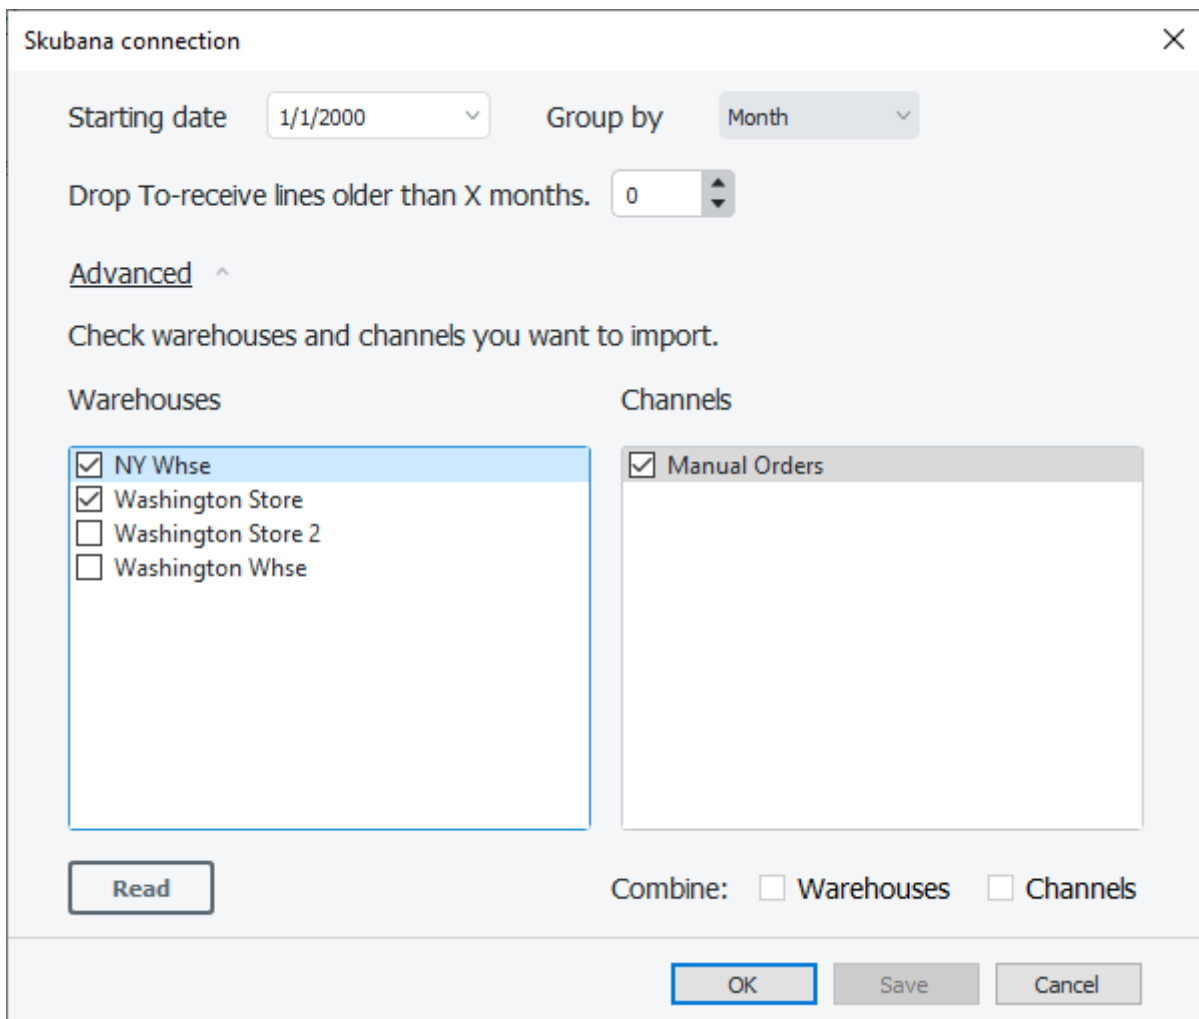 Skubana connection
Starting date 1/1/2000 Group by Month
Drop To-receive lines older than X months. 0
Advanced
Check warehouses and channels you want to import.
Warehouses Channels
NY Whse Manual Orders
Washington Store
Washington Store 2
Washington Whse
Read Combine: Warehouses Channels
OK Save Cancel